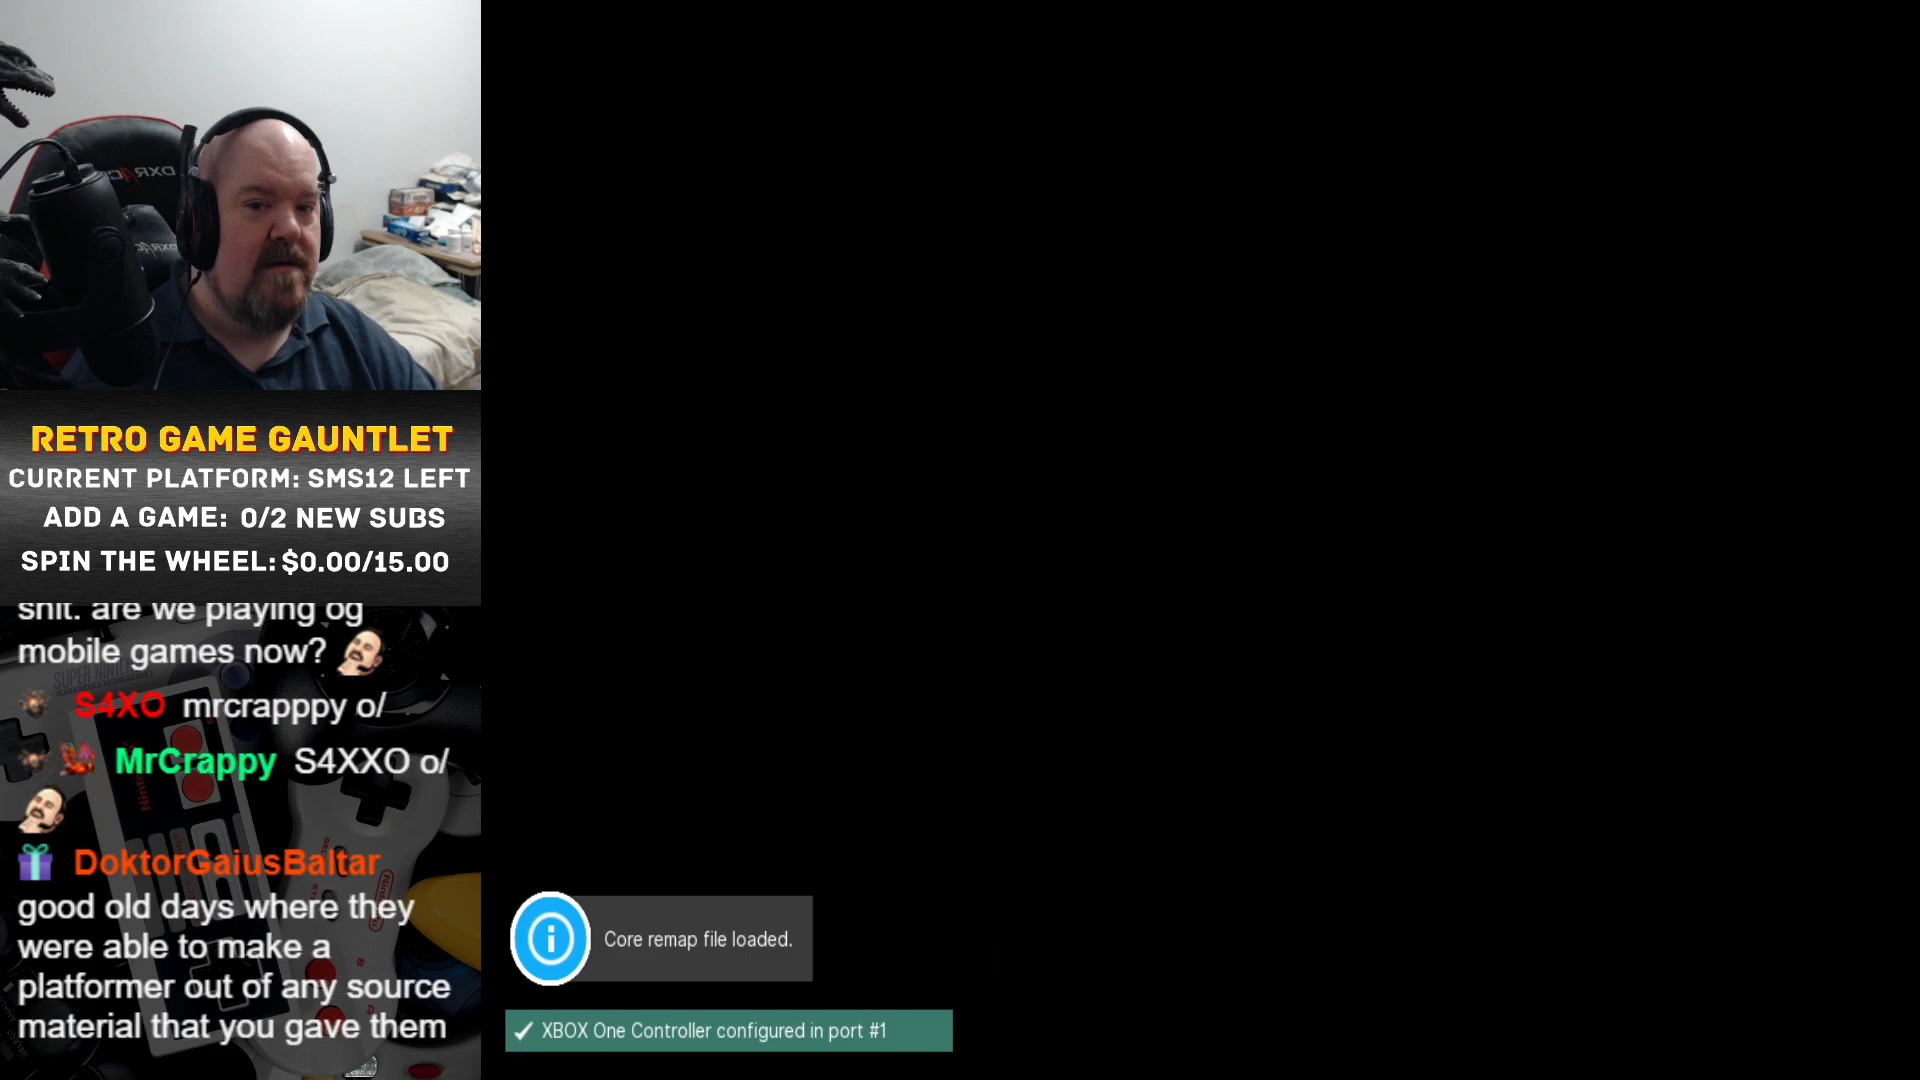 RETRO GAME GAUNTLET
CURRENT PLATFORM: SMS12 LEFT
ADD A GAME: 0/2 NEW SUBS
SPIN THE WHEEL: $0.00/15.00
shit. are we playing og
mobile games now?
S4XO mrcrapppy o/
MrCrappy S4XXO o/
DoktorGaiusBaltar
good old days where they
were able to make a
platformer out of any source
material that you gave them
Core remap file loaded.
XBOX One Controller configured in port #1